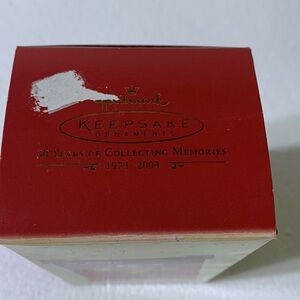 Hallmark
KEEPSAKE
ORNAMENTS
30 YEARS OF COLLECTING MEMORIES
1973-2003